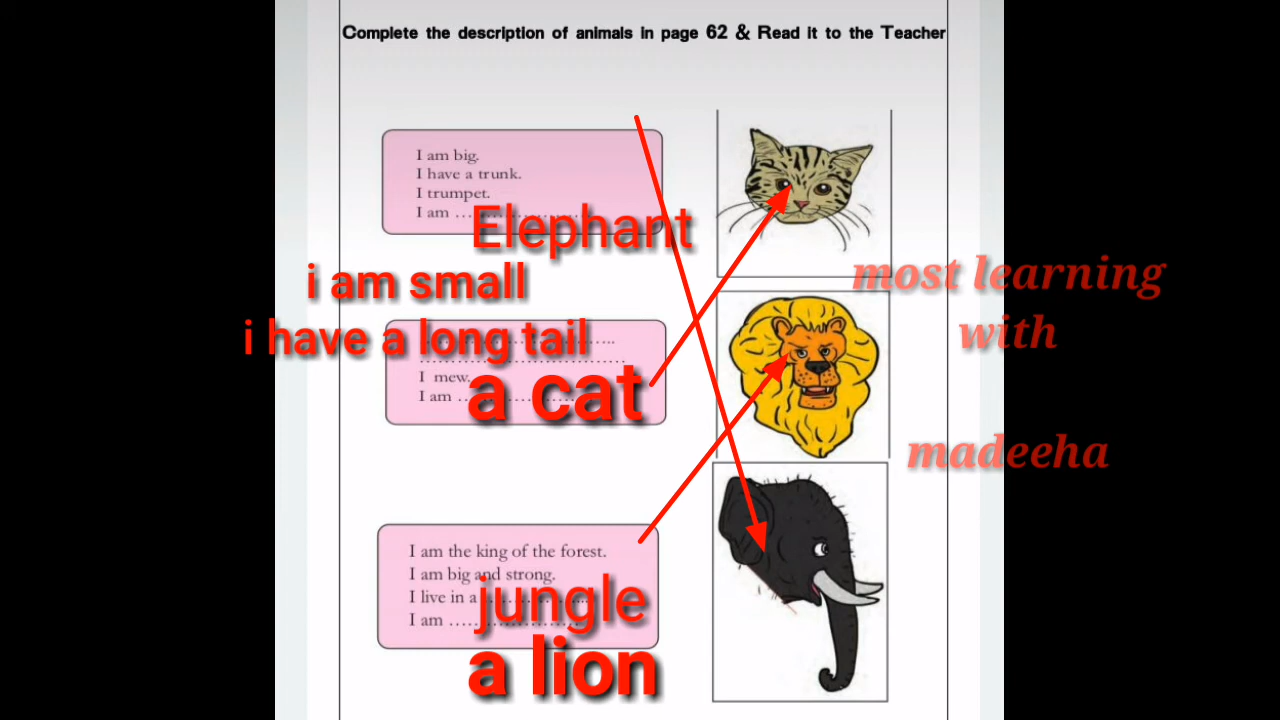 Complete the description of animals in page 62 & Read it to the Teacher
I am big.
I have a trunk.
I trumpet.
I am ........................
Elephant
i am small
i have a long tail
I mew.
I am ........................
a cat
I am the king of the forest.
I am big and strong.
I live in a ........................
jungle
I am ........................
a lion
most learning
with
madeeha